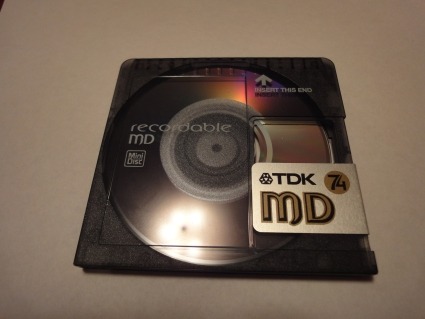 INSERT THIS END
recordable
MD
Mini
Disc
TDK 74
MD